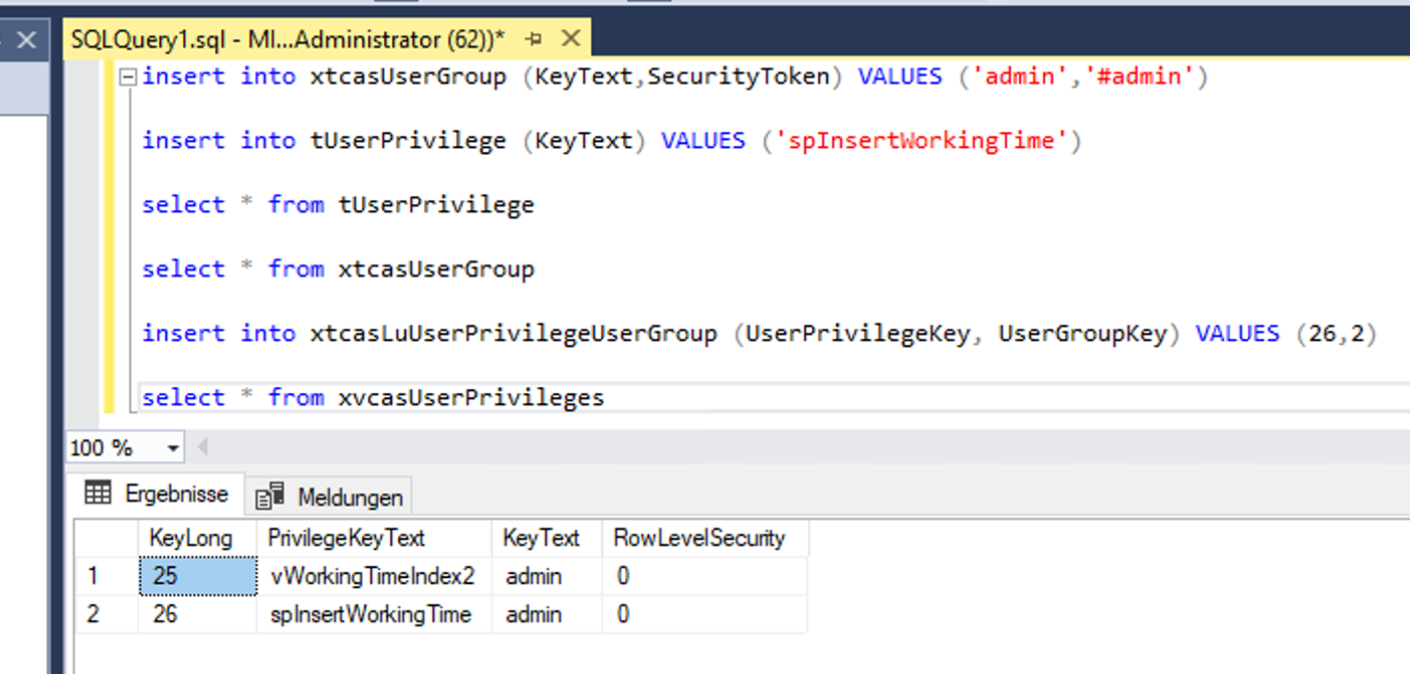 SQLQuery1.sql - MI...Administrator (62))*
insert into xtcasUserGroup (KeyText,SecurityToken) VALUES ('admin','#admin')
insert into tUserPrivilege (KeyText) VALUES ('spInsertWorkingTime')
select * from tUserPrivilege
select * from xtcasUserGroup
insert into xtcasLuUserPrivilegeUserGroup (UserPrivilegeKey, UserGroupKey) VALUES (26,2)
select * from xvcasUserPrivileges
100 %
Ergebnisse Meldungen
KeyLong PrivilegeKeyText KeyText RowLevelSecurity
1 25 vWorkingTimeIndex2 admin 0
2 26 spInsertWorkingTime admin 0